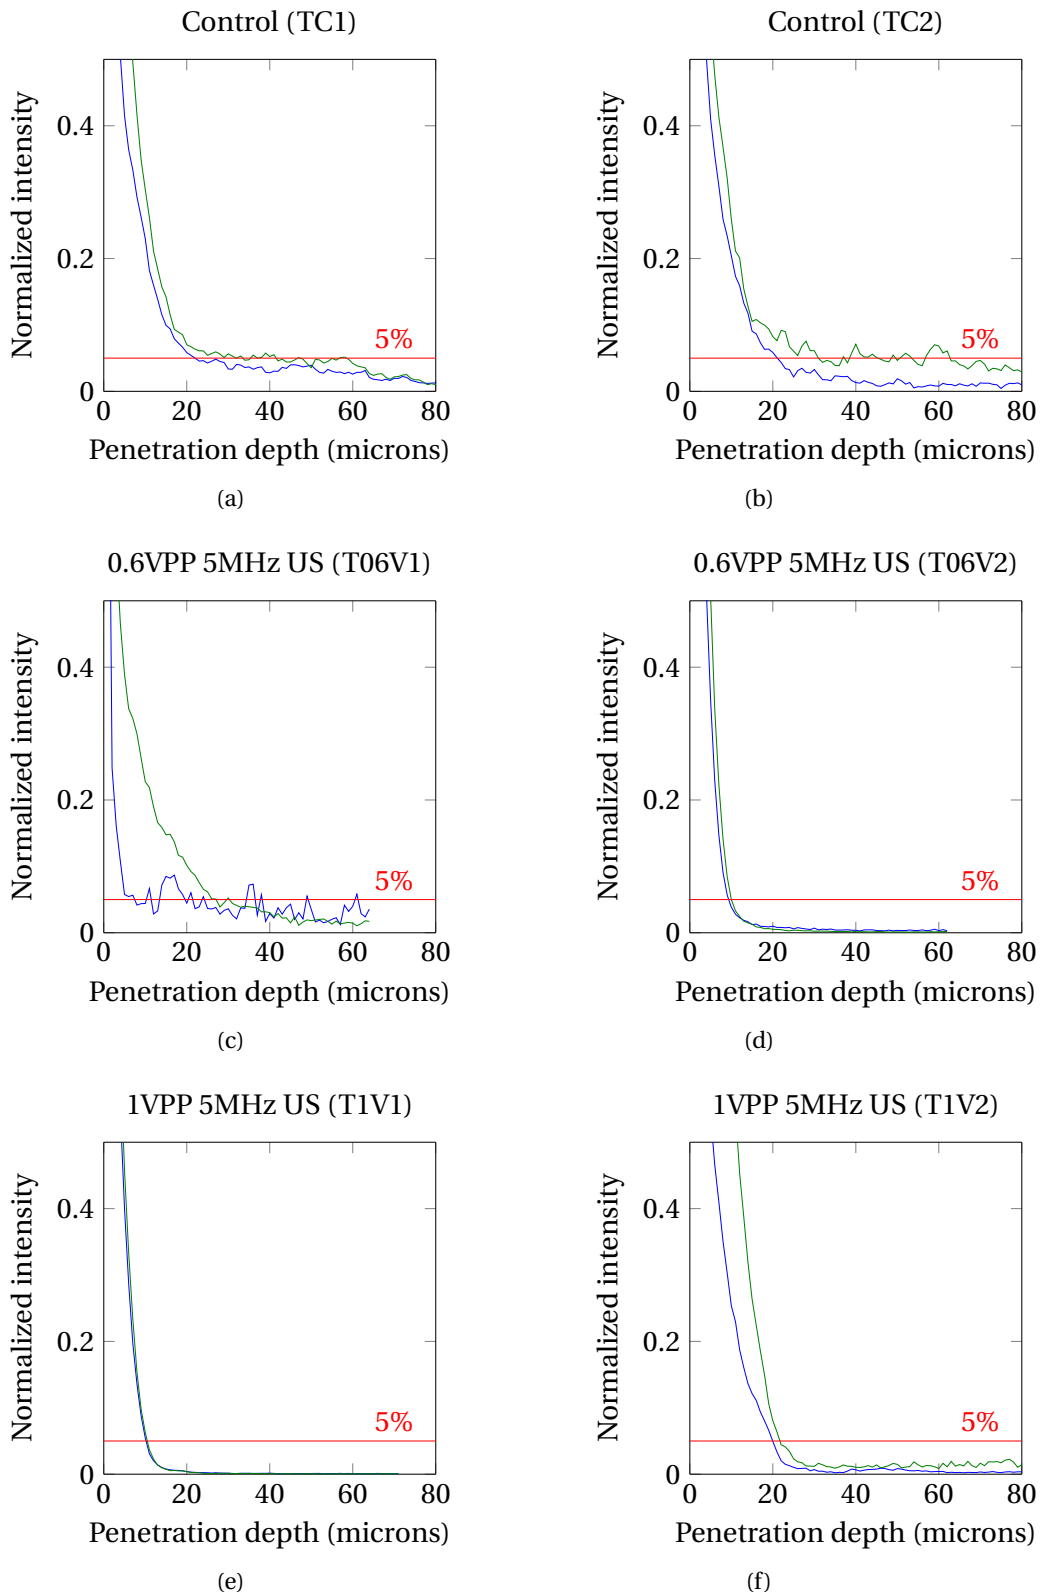 Control (TC1)
Normalized intensity
0.4
0.2
0
5%
0 20 40 60 80
Penetration depth (microns)
(a)
Control (TC2)
Normalized intensity
0.4
0.2
0
5%
0 20 40 60 80
Penetration depth (microns)
(b)
0.6VPP 5MHz US (T06V1)
Normalized intensity
0.4
0.2
0
5%
0 20 40 60 80
Penetration depth (microns)
(c)
0.6VPP 5MHz US (T06V2)
Normalized intensity
0.4
0.2
0
5%
0 20 40 60 80
Penetration depth (microns)
(d)
1VPP 5MHz US (T1V1)
Normalized intensity
0.4
0.2
0
5%
0 20 40 60 80
Penetration depth (microns)
(e)
1VPP 5MHz US (T1V2)
Normalized intensity
0.4
0.2
0
5%
0 20 40 60 80
Penetration depth (microns)
(f)